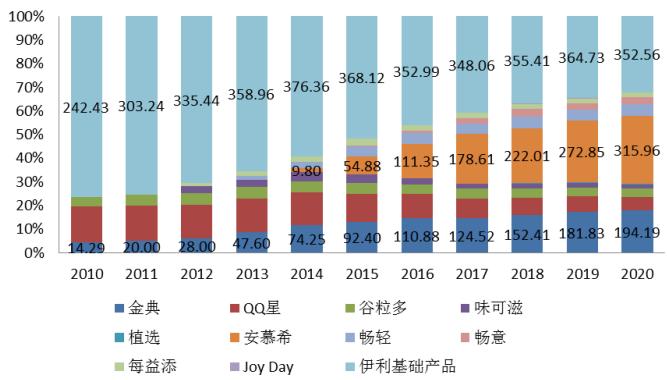 100%
90%
80%
70%
60%
50%
40%
30%
20%
10%
0%
242.43 303.24 335.44 358.96 376.36 368.12 352.99 348.06 355.41 364.73 352.56
9.80 54.88 111.35 178.61 222.01 272.85 315.96
14.29 20.00 28.00 47.60 74.25 92.40 110.88 124.52 152.41 181.83 194.19
2010 2011 2012 2013 2014 2015 2016 2017 2018 2019 2020
金典 QQ星 谷粒多 味可滋
植选 安慕希 畅轻 畅意
每益添 Joy Day 伊利基础产品